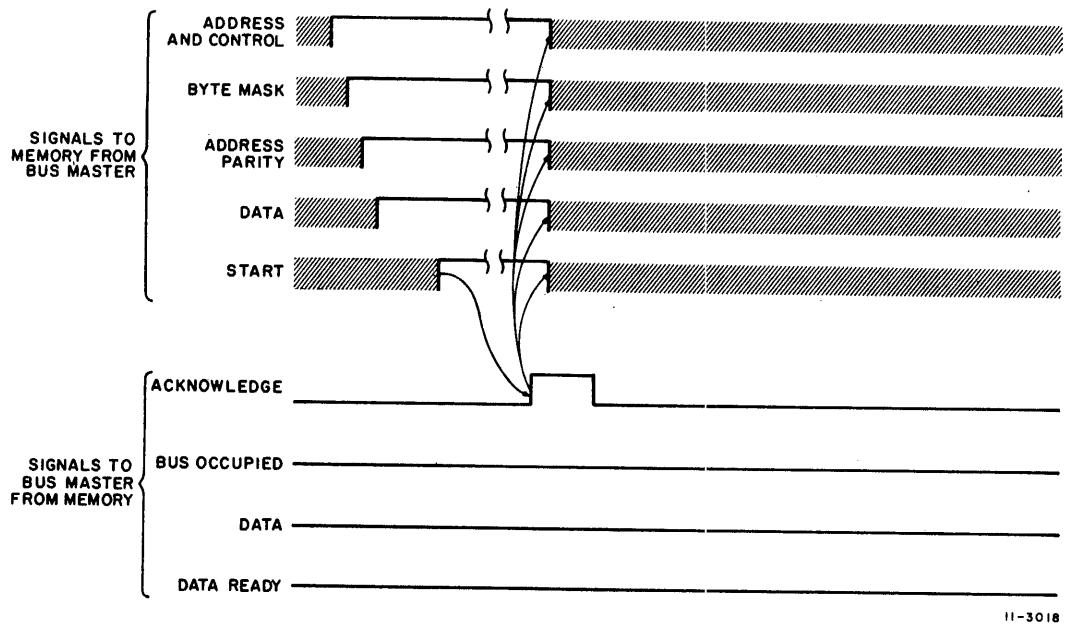 ADDRESS
AND CONTROL
BYTE MASK
ADDRESS
PARITY
DATA
START
SIGNALS TO
MEMORY FROM
BUS MASTER
ACKNOWLEDGE
BUS OCCUPIED
DATA
DATA READY
SIGNALS TO
BUS MASTER
FROM MEMORY
11-3018